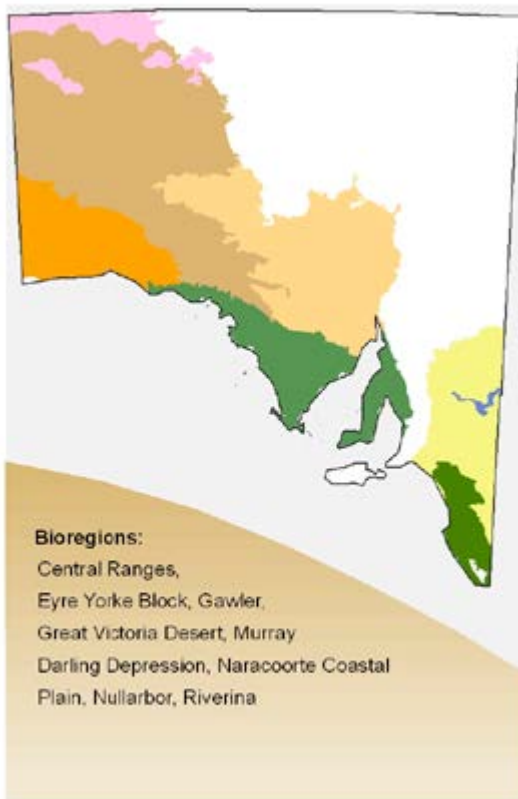 Bioregions:
Central Ranges,
Eyre Yorke Block, Gawler,
Great Victoria Desert, Murray
Darling Depression, Naracoorte Coastal
Plain, Nullarbor, Riverina